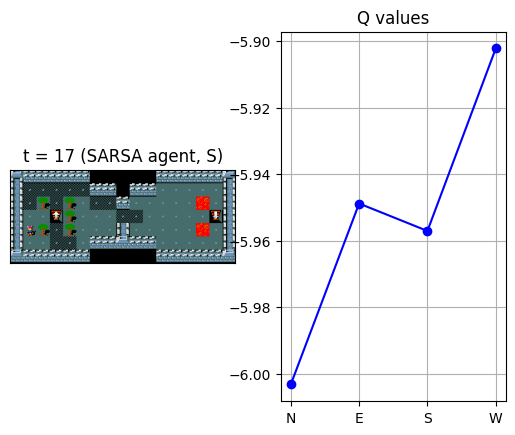 Q values
t = 17 (SARSA agent, S)
−5.90
−5.92
−5.94
−5.96
−5.98
−6.00
N E S W